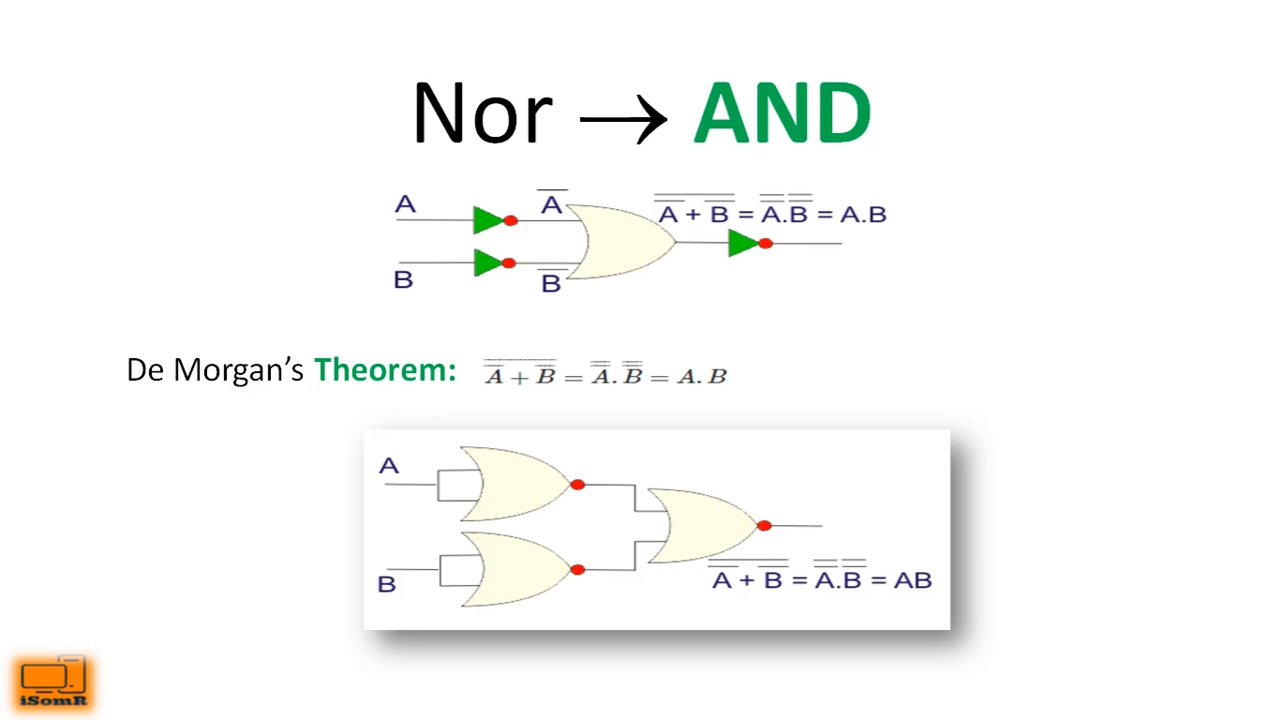 Nor → AND
A
A̅
A̅ + B̅ = A̿.B̿ = A.B
B
B̅
De Morgan’s Theorem: A̅ + B̅ = A̿. B̿ = A. B
A
B
A̅ + B̅ = A̿.B̿ = AB
iSomR